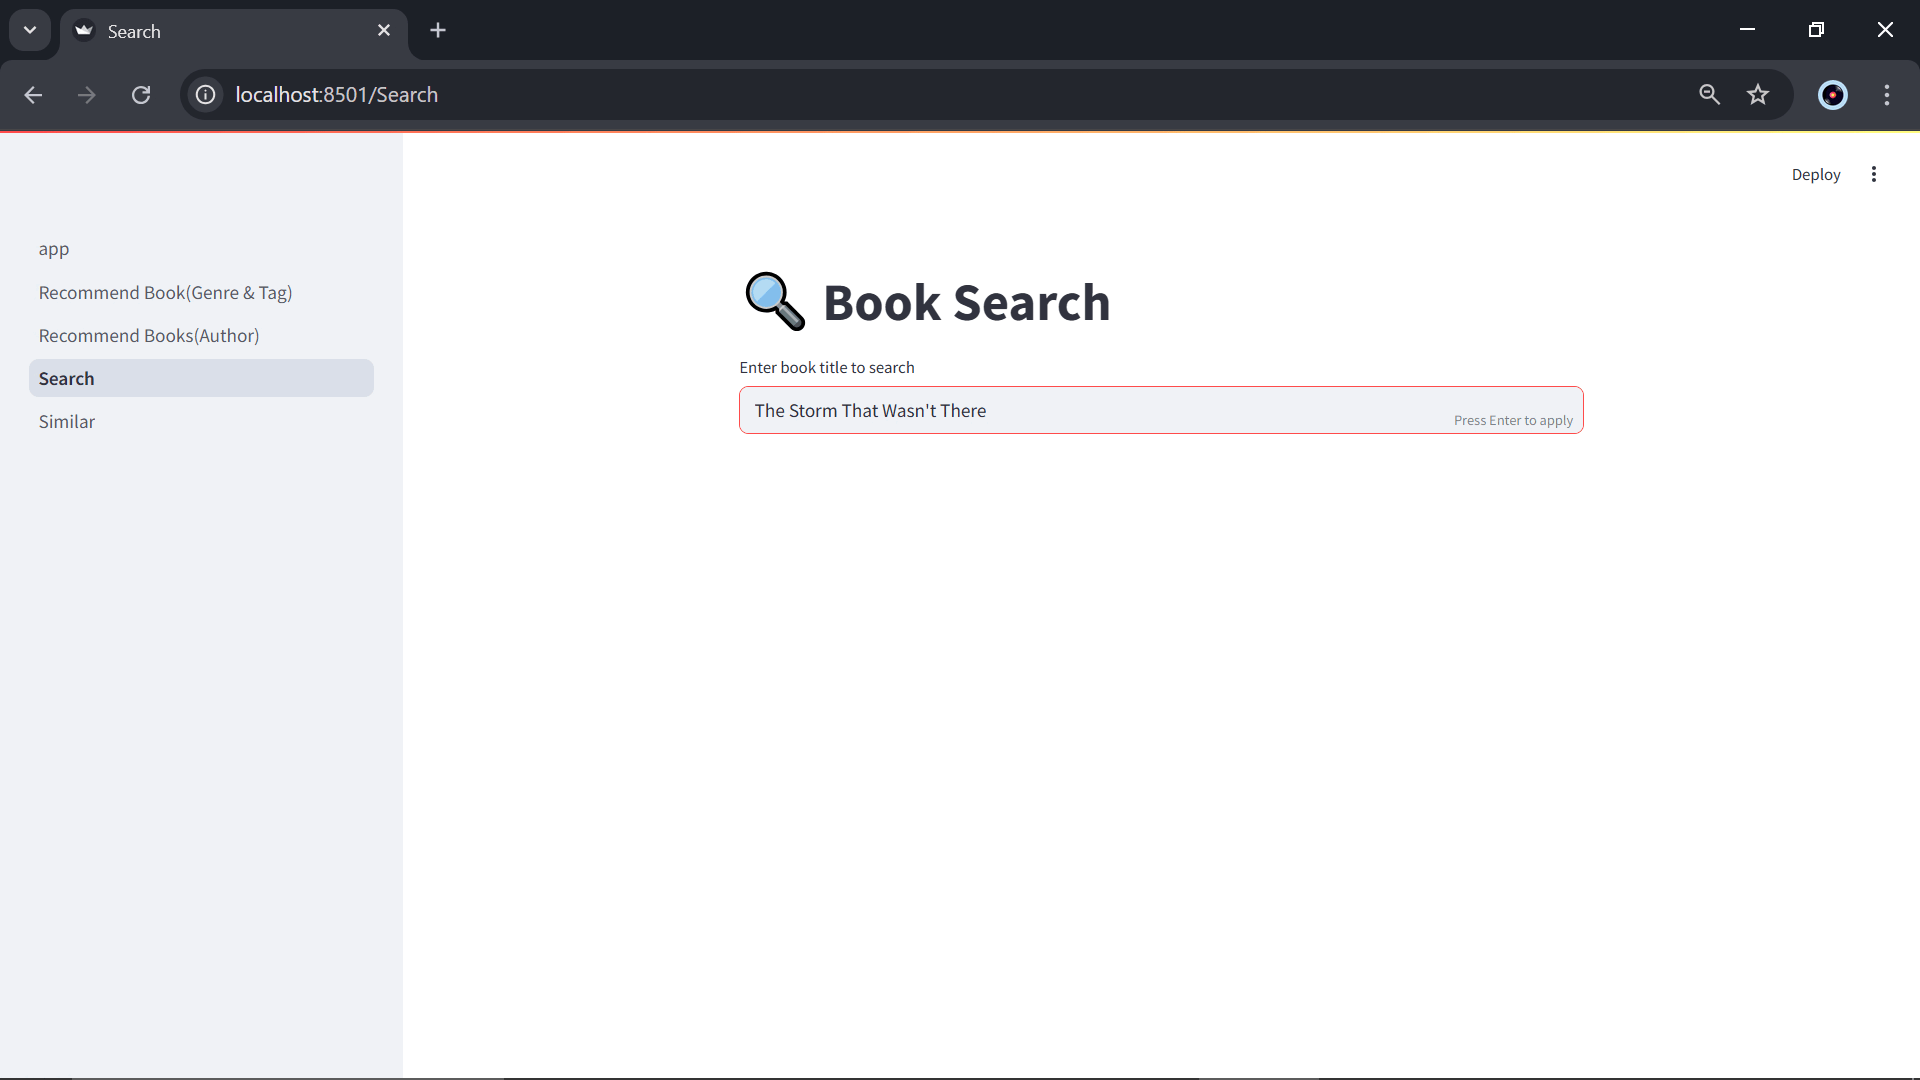 Search
localhost:8501/Search
Deploy
app
Recommend Book(Genre & Tag)
Recommend Books(Author)
Search
Similar
Book Search
Enter book title to search
The Storm That Wasn't There
Press Enter to apply